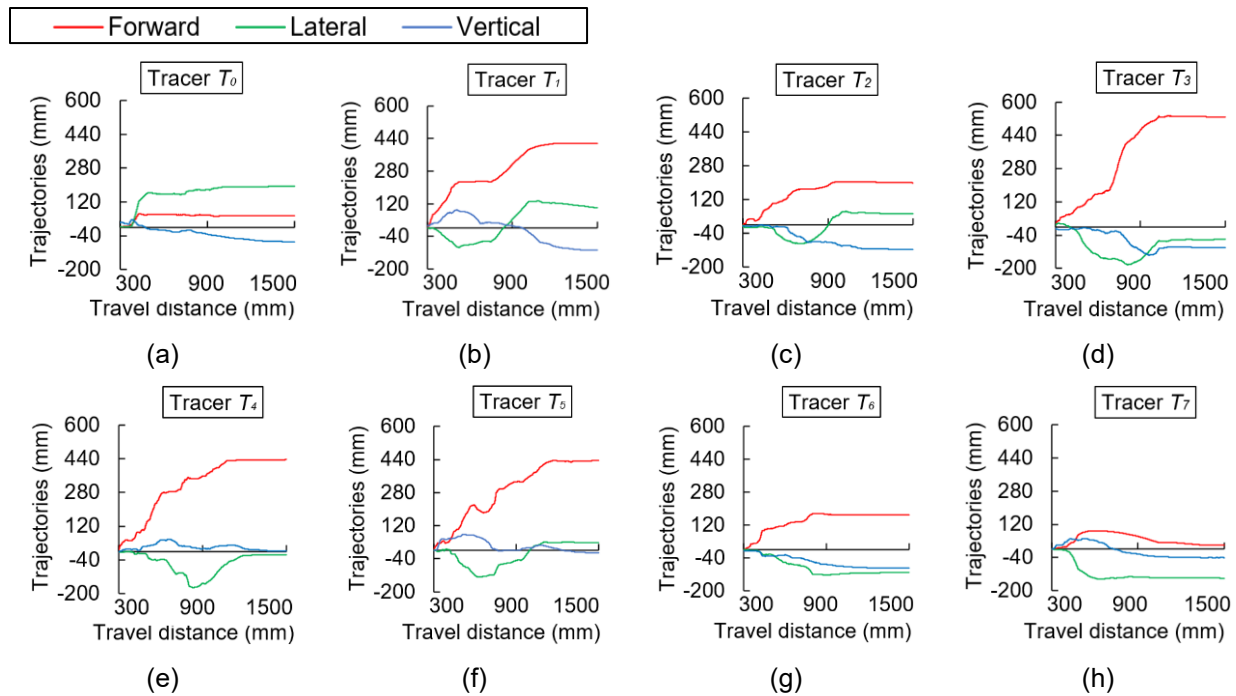 Forward Lateral Vertical
Tracer T0 Tracer T1 Tracer T2 Tracer T3
Trajectories (mm) Trajectories (mm) Trajectories (mm) Trajectories (mm)
600 600 600 600
440 440 440 440
280 280 280 280
120 120 120 120
-40 -40 -40 -40
-200 -200 -200 -200
300 900 1500 300 900 1500 300 900 1500 300 900 1500
Travel distance (mm) Travel distance (mm) Travel distance (mm) Travel distance (mm)
(a) (b) (c) (d)
Tracer T4 Tracer T5 Tracer T6 Tracer T7
Trajectories (mm) Trajectories (mm) Trajectories (mm) Trajectories (mm)
600 600 600 600
440 440 440 440
280 280 280 280
120 120 120 120
-40 -40 -40 -40
-200 -200 -200 -200
300 900 1500 300 900 1500 300 900 1500 300 900 1500
Travel distance (mm) Travel distance (mm) Travel distance (mm) Travel distance (mm)
(e) (f) (g) (h)